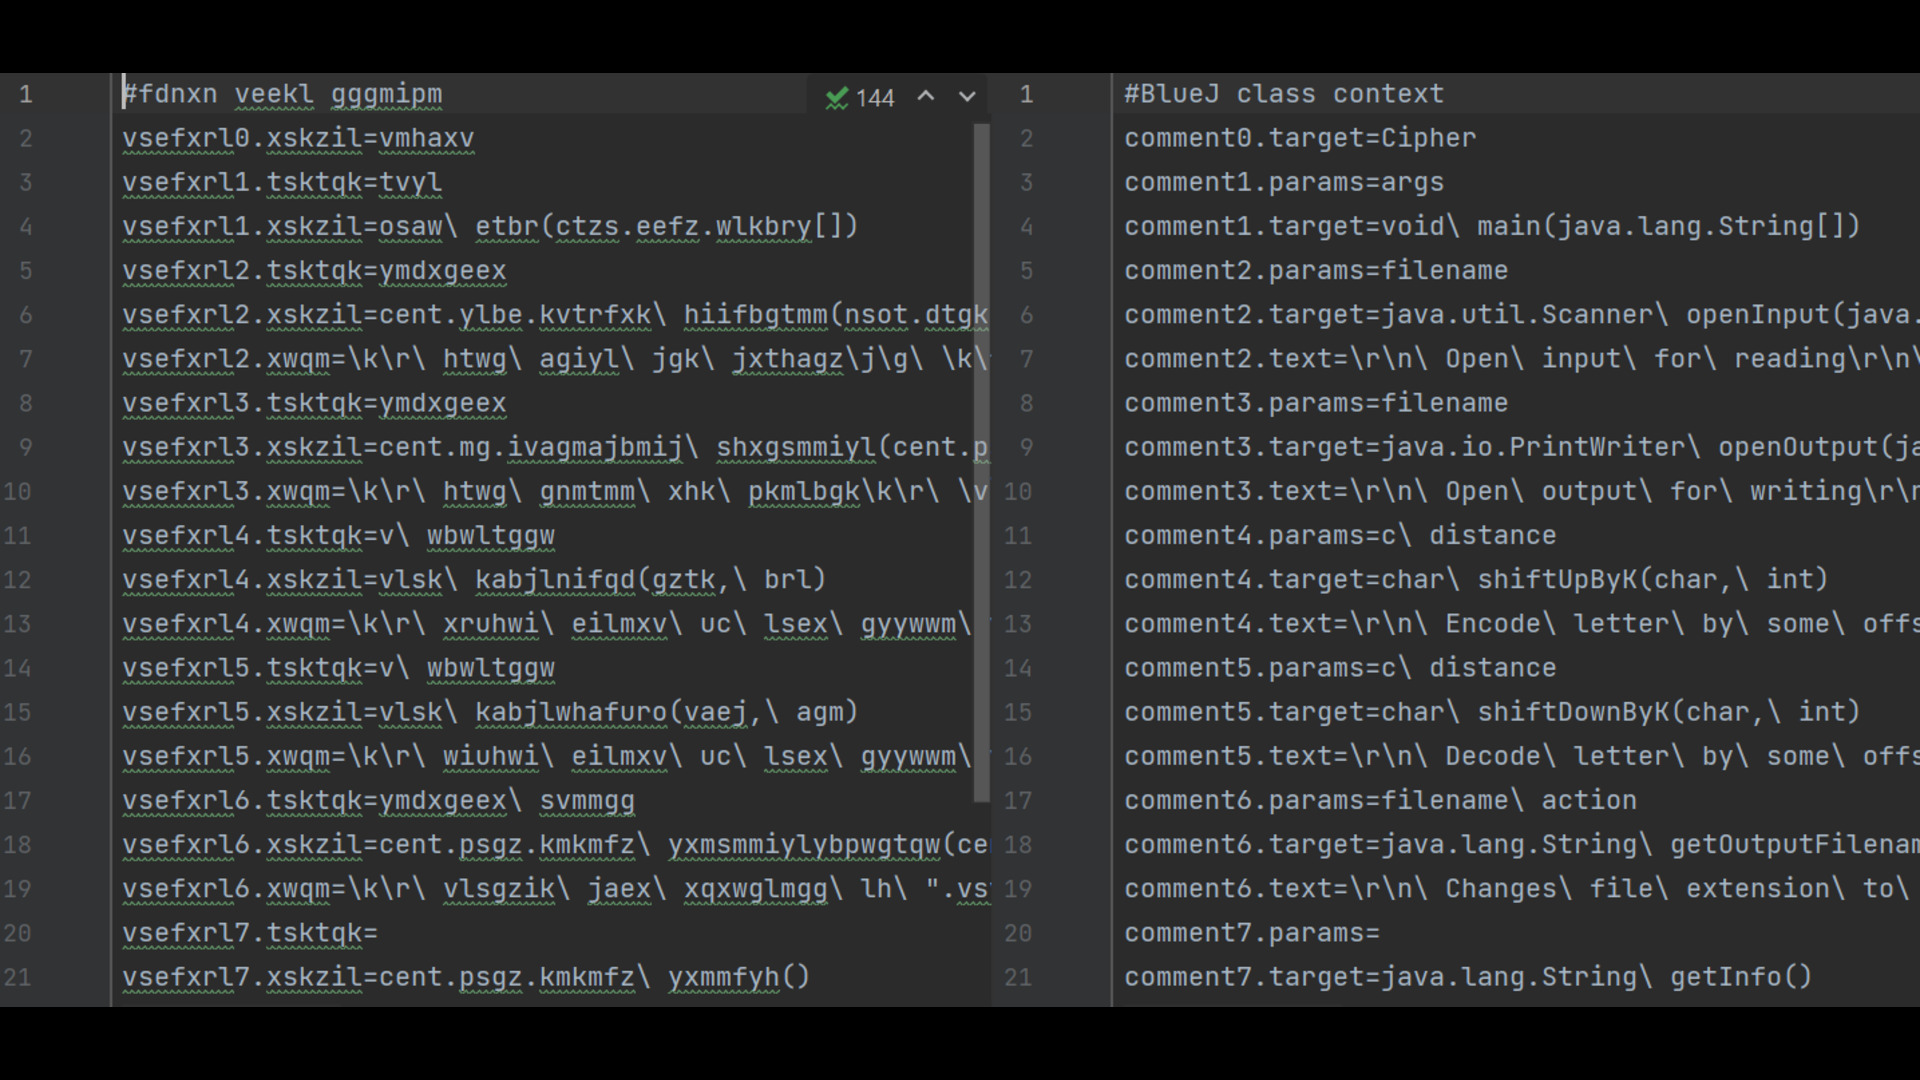 1 #fdnxn veekl gggmipm 144
2 vsefxrl0.xskzil=vmhaxv
3 vsefxrl1.tsktqk=tvyl
4 vsefxrl1.xskzil=osaw\ etbr(ctzs.eefz.wlkbry[])
5 vsefxrl2.tsktqk=ymdxgeex
6 vsefxrl2.xskzil=cent.ylbe.kvtrfxk\ hiifbgtmm(nsot.dtgk
7 vsefxrl2.xwqm=\k\r\ htwg\ agiyl\ jgk\ jxthagz\j\g\ \k\
8 vsefxrl3.tsktqk=ymdxgeex
9 vsefxrl3.xskzil=cent.mg.ivagmajbmij\ shxgsmmiyl(cent.p
10 vsefxrl3.xwqm=\k\r\ htwg\ gnmtmm\ xhk\ pkmlbgk\k\r\ \v
11 vsefxrl4.tsktqk=v\ wbwltggw
12 vsefxrl4.xskzil=vlsk\ kabjlnifqd(gztk,\ brl)
13 vsefxrl4.xwqm=\k\r\ xruhwi\ eilmxv\ uc\ lsex\ gyywwm\
14 vsefxrl5.tsktqk=v\ wbwltggw
15 vsefxrl5.xskzil=vlsk\ kabjlwhafuro(vaej,\ agm)
16 vsefxrl5.xwqm=\k\r\ wiuhwi\ eilmxv\ uc\ lsex\ gyywwm\
17 vsefxrl6.tsktqk=ymdxgeex\ svmmgg
18 vsefxrl6.xskzil=cent.psgz.kmkmfz\ yxmsmmiylybpwgtqw(ce
19 vsefxrl6.xwqm=\k\r\ vlsgzik\ jaex\ xqxwglmgg\ lh\ ".vs
20 vsefxrl7.tsktqk=
21 vsefxrl7.xskzil=cent.psgz.kmkmfz\ yxmmfyh()
1 #BlueJ class context
2 comment0.target=Cipher
3 comment1.params=args
4 comment1.target=void\ main(java.lang.String[])
5 comment2.params=filename
6 comment2.target=java.util.Scanner\ openInput(java.
7 comment2.text=\r\n\ Open\ input\ for\ reading\r\n\
8 comment3.params=filename
9 comment3.target=java.io.PrintWriter\ openOutput(ja
10 comment3.text=\r\n\ Open\ output\ for\ writing\r\n
11 comment4.params=c\ distance
12 comment4.target=char\ shiftUpByK(char,\ int)
13 comment4.text=\r\n\ Encode\ letter\ by\ some\ offs
14 comment5.params=c\ distance
15 comment5.target=char\ shiftDownByK(char,\ int)
16 comment5.text=\r\n\ Decode\ letter\ by\ some\ offs
17 comment6.params=filename\ action
18 comment6.target=java.lang.String\ getOutputFilenam
19 comment6.text=\r\n\ Changes\ file\ extension\ to\
20 comment7.params=
21 comment7.target=java.lang.String\ getInfo()